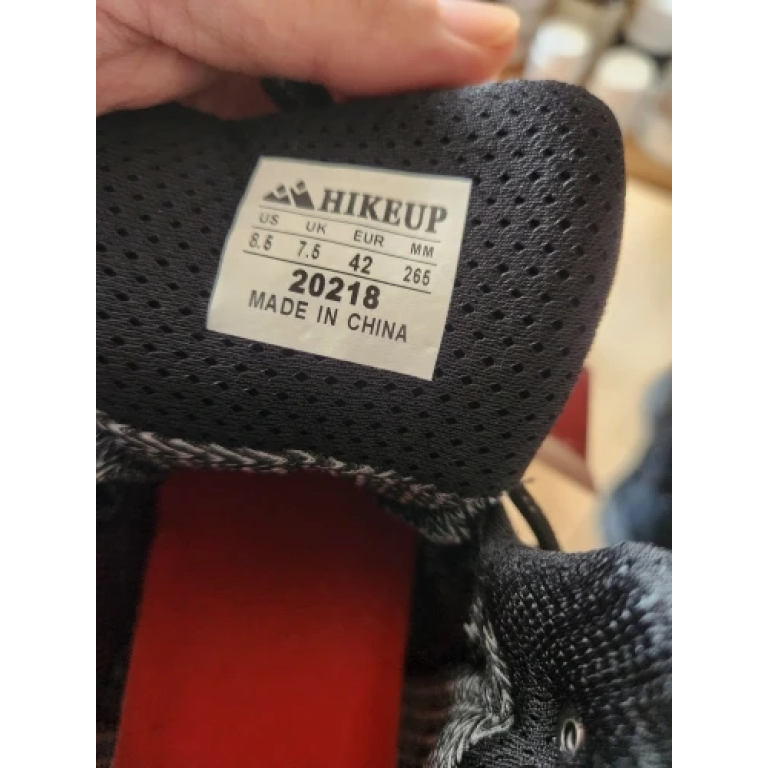 HIKEUP
US UK EUR MM
8.5 7.5 42 265
20218
MADE IN CHINA